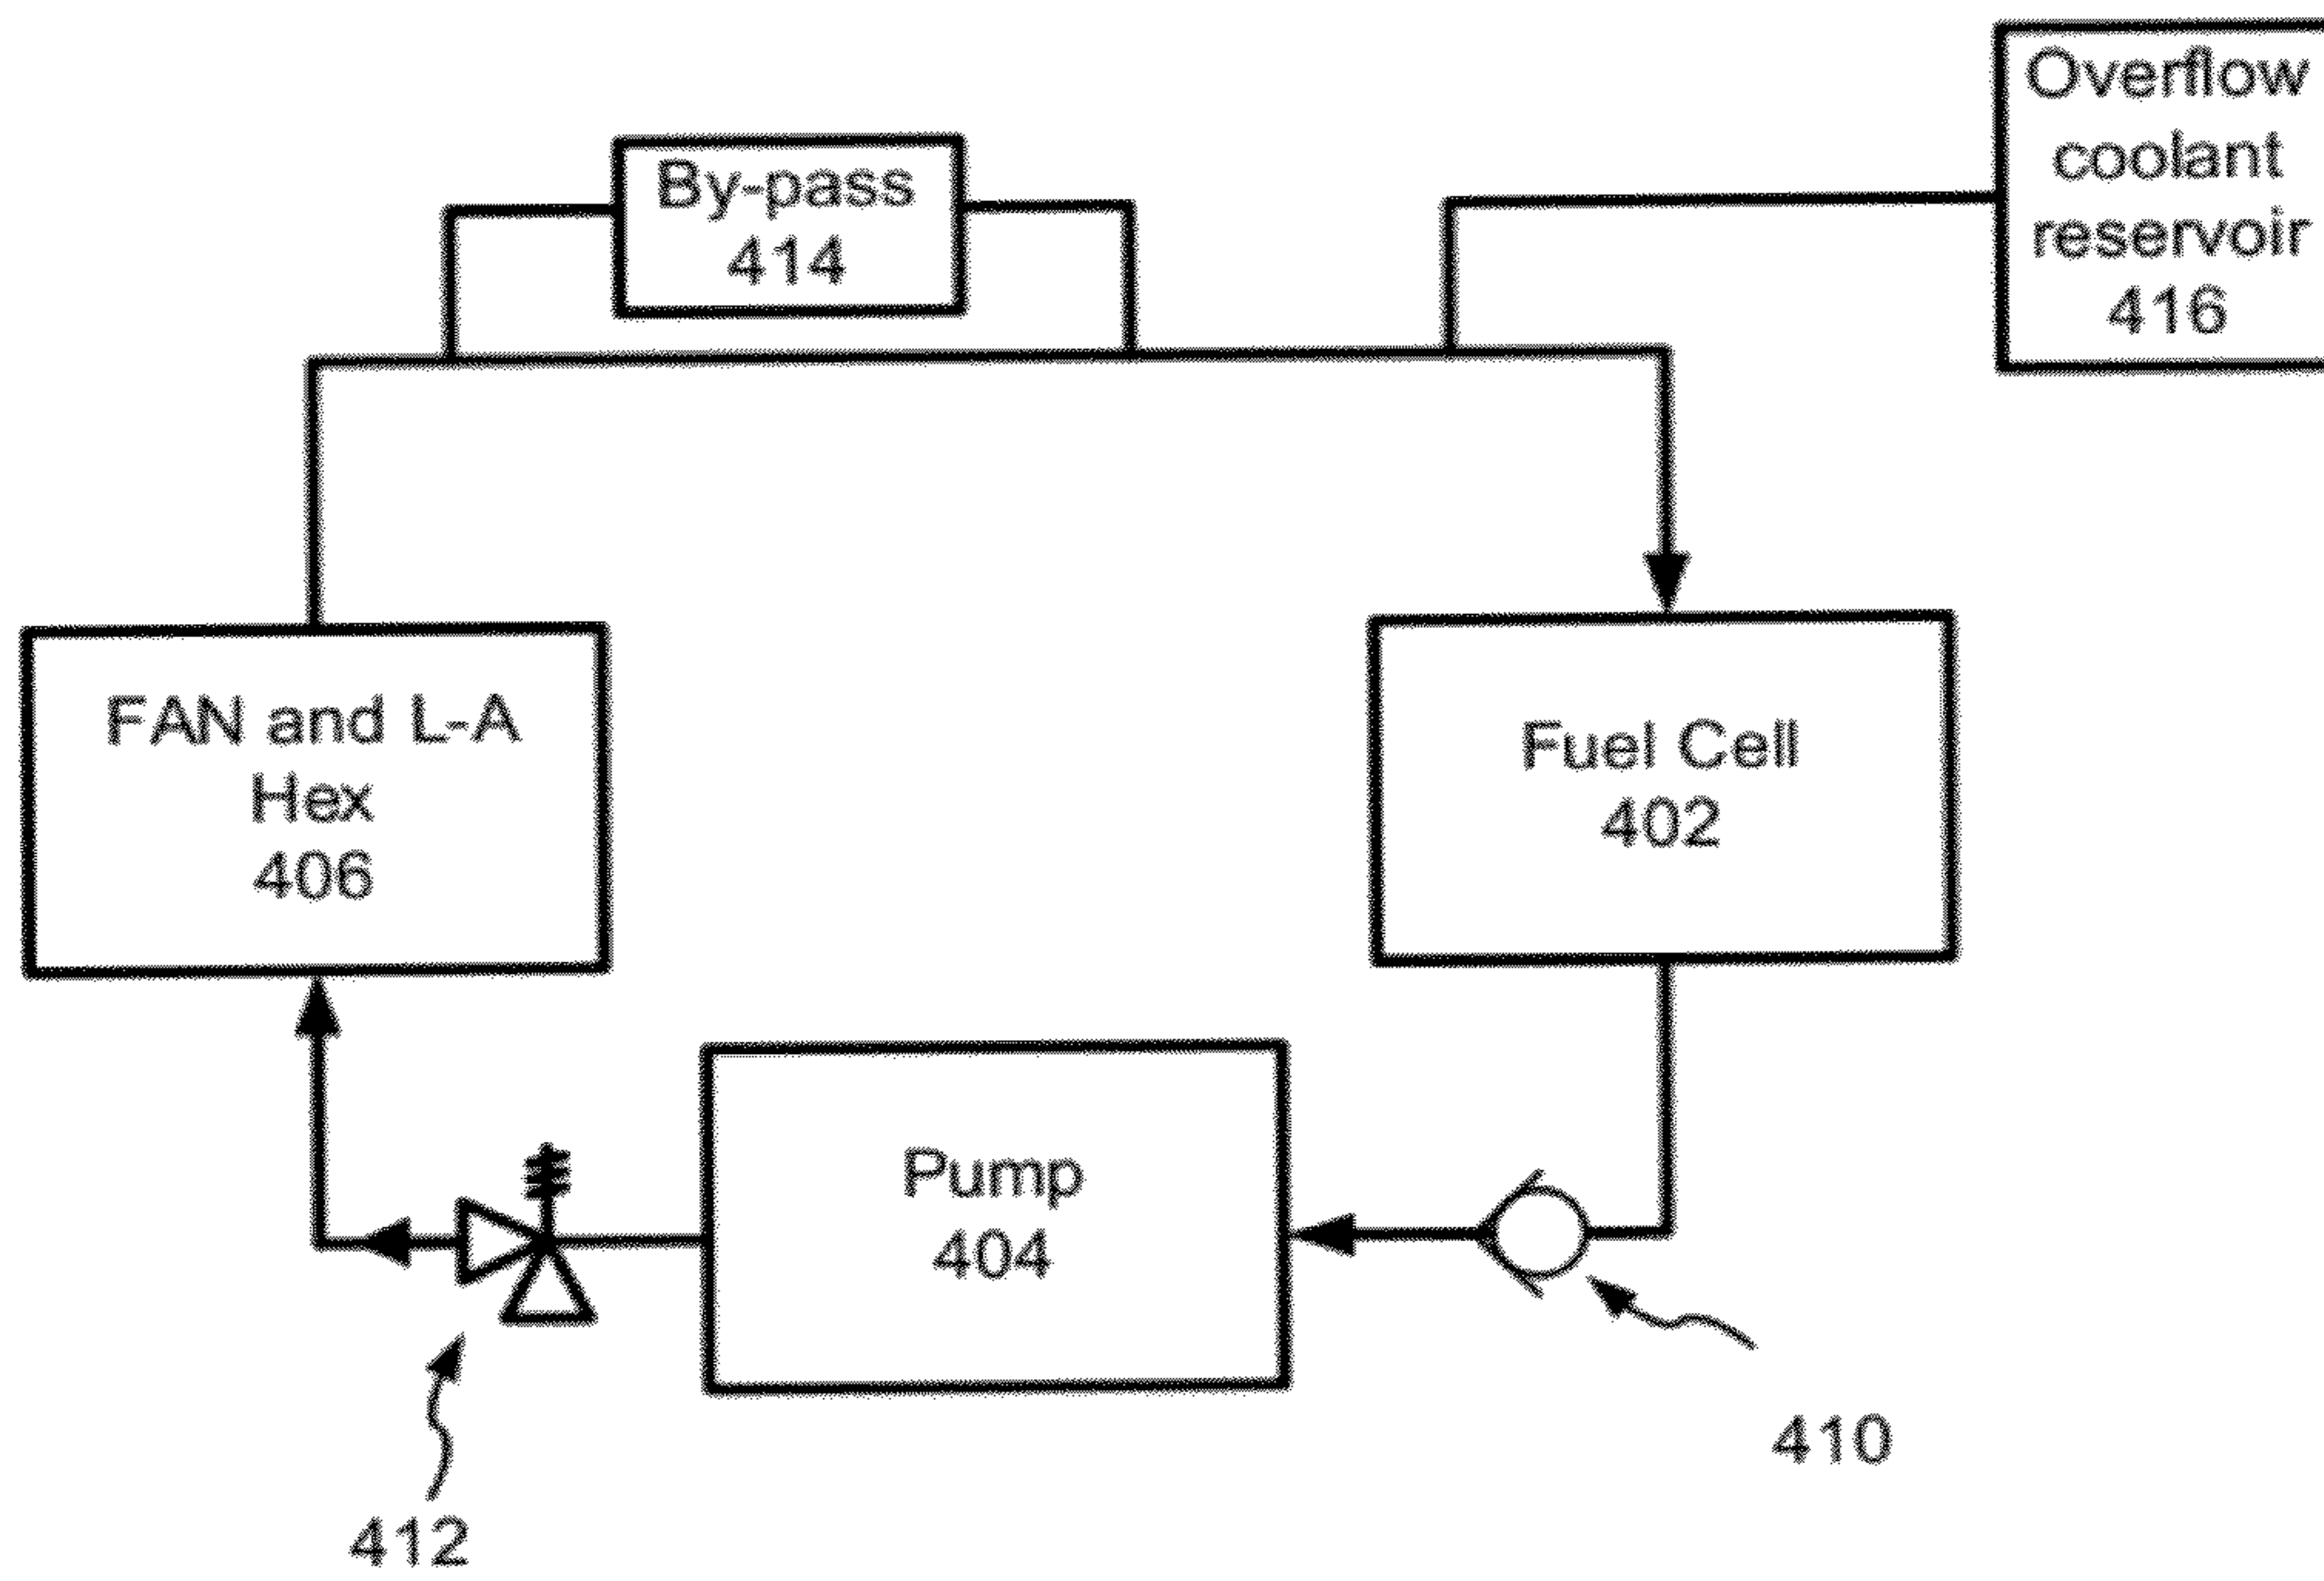 Overflow
coolant
reservoir
416
By-pass
414
FAN and L-A
Hex
406
Fuel Cell
402
Pump
404
410
412